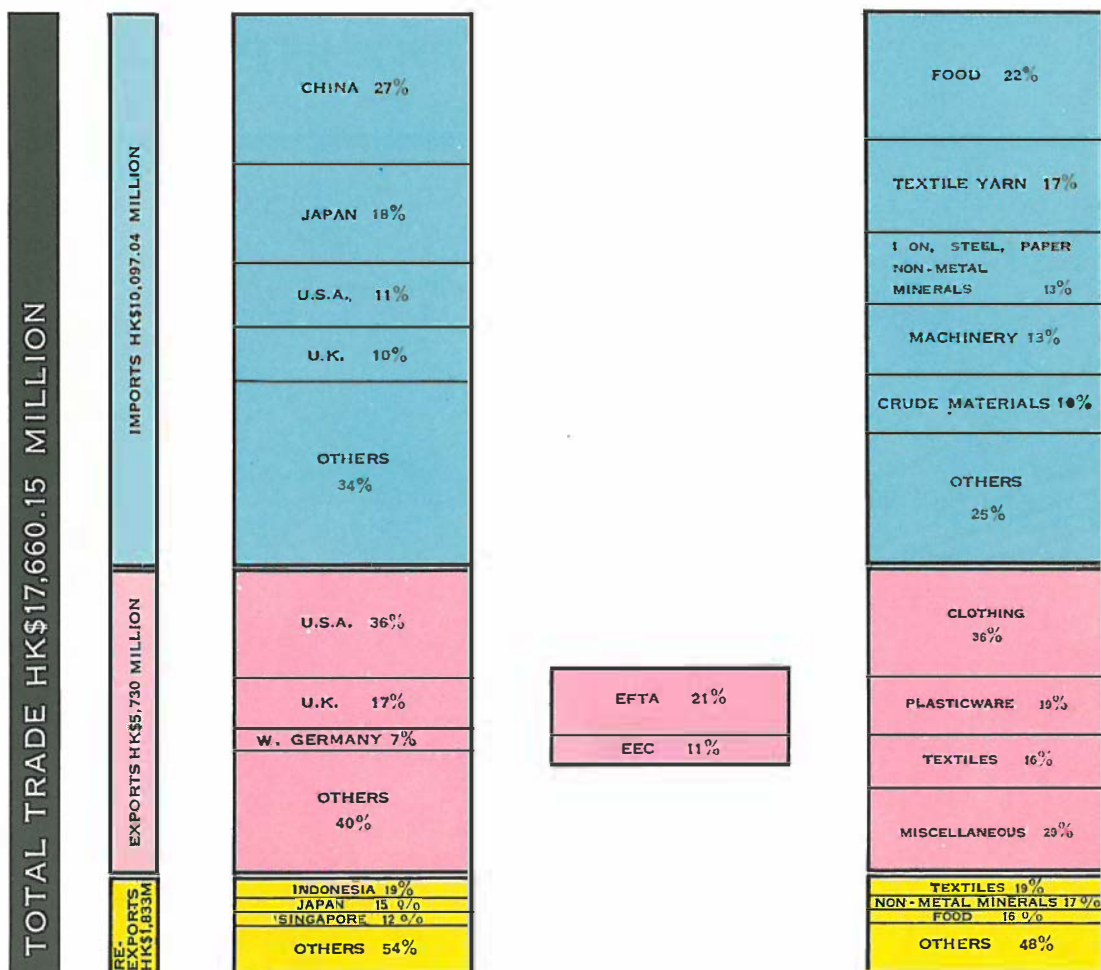 TOTAL TRADE HK$17,660.15 MILLION
IMPORTS HK$10,097.04 MILLION
EXPORTS HK$5,730 MILLION
RE-
EXPORTS
HK$1,833M
CHINA 27%
JAPAN 18%
U.S.A., 11%
U.K. 10%
OTHERS
34%
U.S.A. 36%
U.K. 17%
W. GERMANY 7%
OTHERS
40%
INDONESIA 19%
JAPAN 15 %
SINGAPORE 12 %
OTHERS 54%
EFTA 21%
EEC 11%
FOOD 22%
TEXTILE YARN 17%
I ON, STEEL, PAPER
NON-METAL
MINERALS 13%
MACHINERY 13%
CRUDE MATERIALS 10%
OTHERS
25%
CLOTHING
36%
PLASTICWARE 19%
TEXTILES 16%
MISCELLANEOUS 29%
TEXTILES 19%
NON-METAL MINERALS 17 %
FOOD 16 %
OTHERS 48%